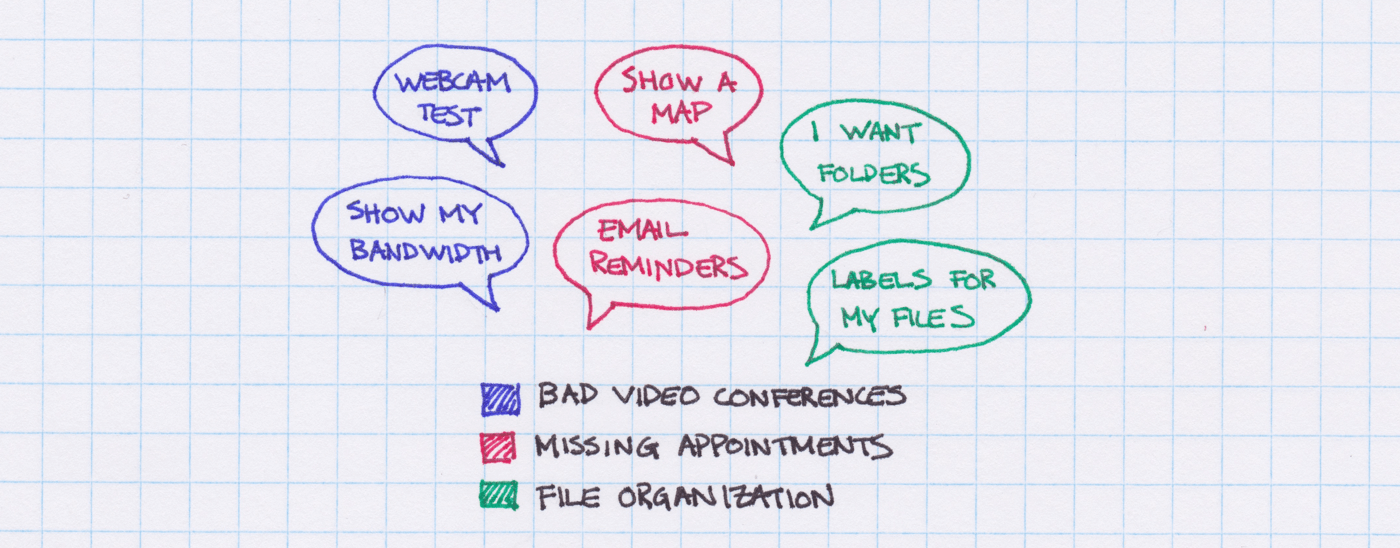 WEBCAM
TEST
SHOW A
MAP
I WANT
FOLDERS
SHOW MY
BANDWIDTH
EMAIL
REMINDERS
LABELS FOR
MY FILES
BAD VIDEO CONFERENCES
MISSING APPOINTMENTS
FILE ORGANIZATION